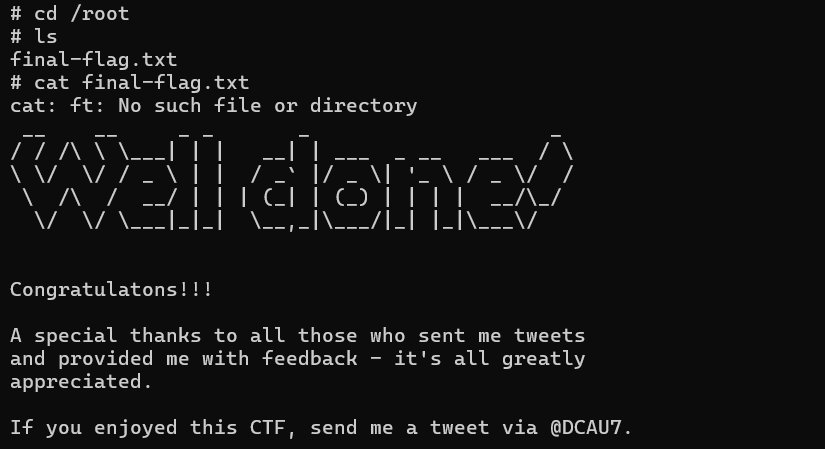 # cd /root
# ls
final-flag.txt
# cat final-flag.txt
cat: ft: No such file or directory
Well done!
Congratulatons!!!
A special thanks to all those who sent me tweets
and provided me with feedback - it's all greatly
appreciated.
If you enjoyed this CTF, send me a tweet via @DCAU7.